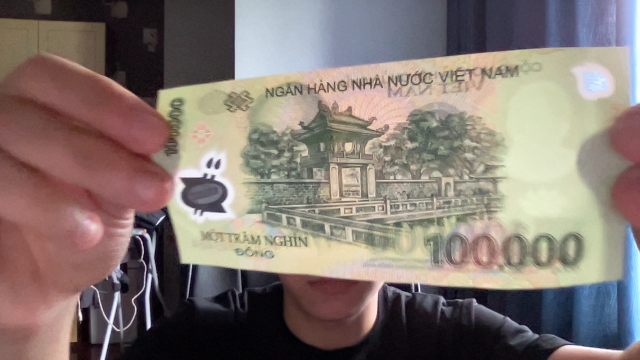 NGÂN HÀNG NHÀ NƯỚC VIỆT NAM
100000
MỘT TRĂM NGHÌN
ĐỒNG
100.000